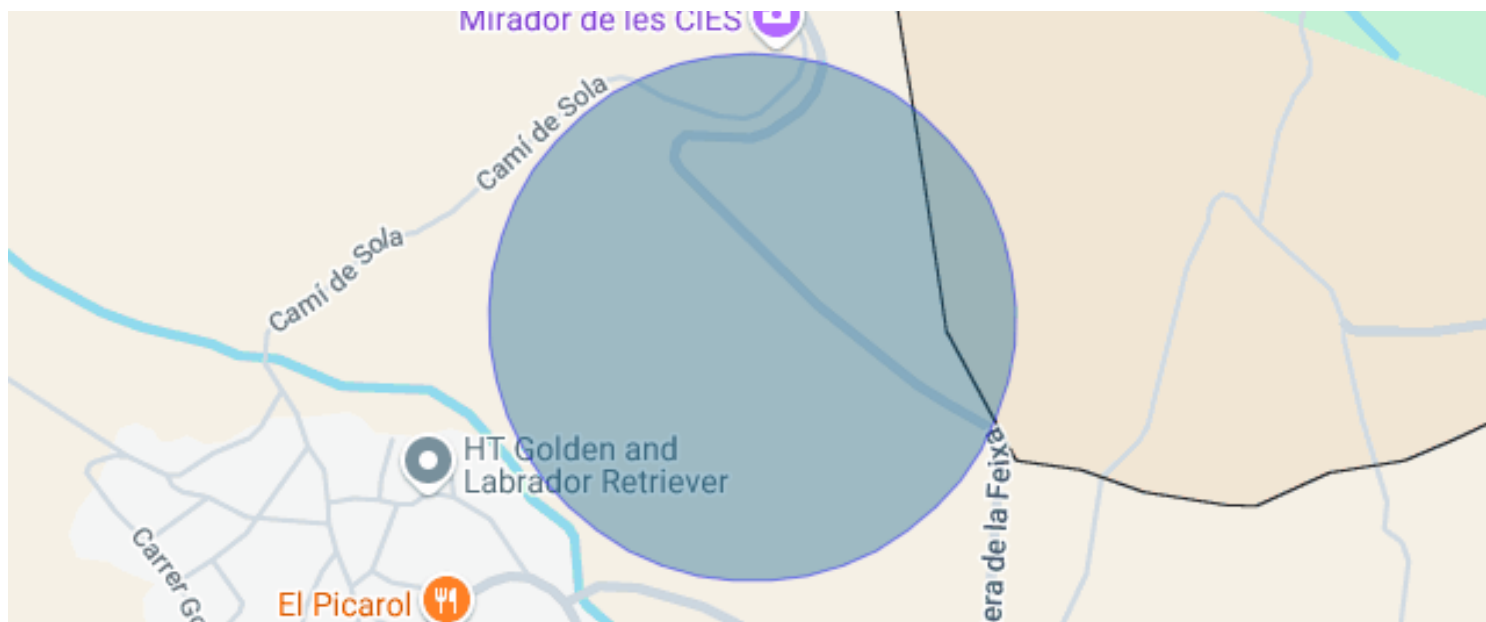 Mirador de les CIES
Camí de Sola
Camí de Sola
HT Golden and
Labrador Retriever
era de la Feixa
Carrer Go
El Picarol